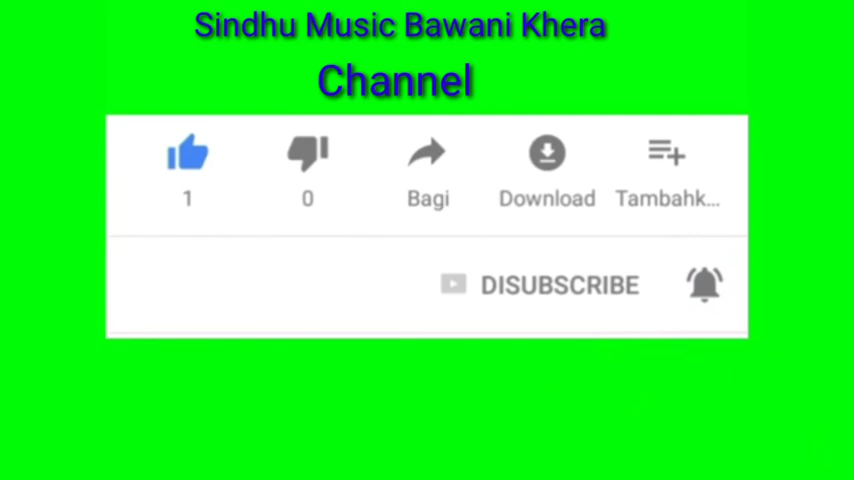 Sindhu Music Bawani Khera
Channel
1 0 Bagi Download Tambahk...
DISUBSCRIBE